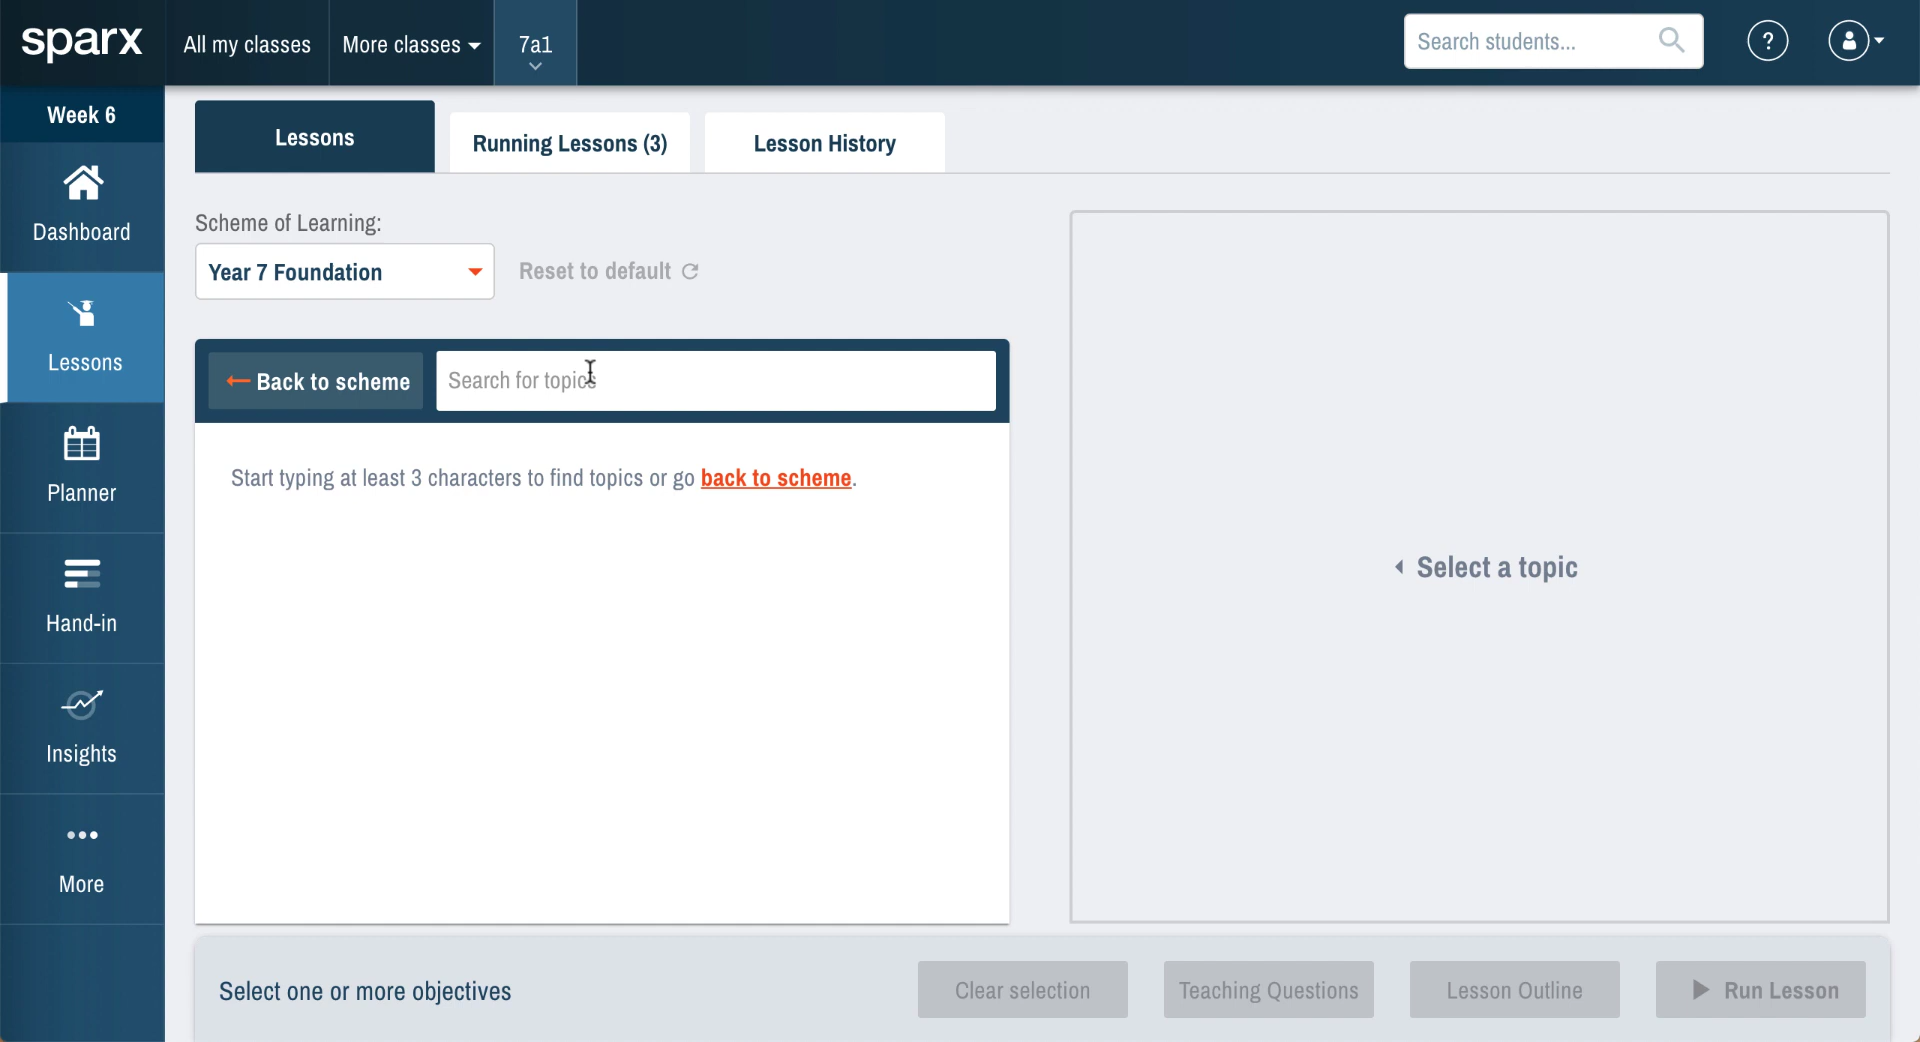 sparx
All my classes
More classes
7a1
Search students...
?
Week 6
Dashboard
Lessons
Planner
Hand-in
Insights
More
Lessons
Running Lessons (3)
Lesson History
Scheme of Learning:
Year 7 Foundation
Reset to default
Back to scheme
Search for topics
Start typing at least 3 characters to find topics or go back to scheme.
Select a topic
Select one or more objectives
Clear selection
Teaching Questions
Lesson Outline
Run Lesson